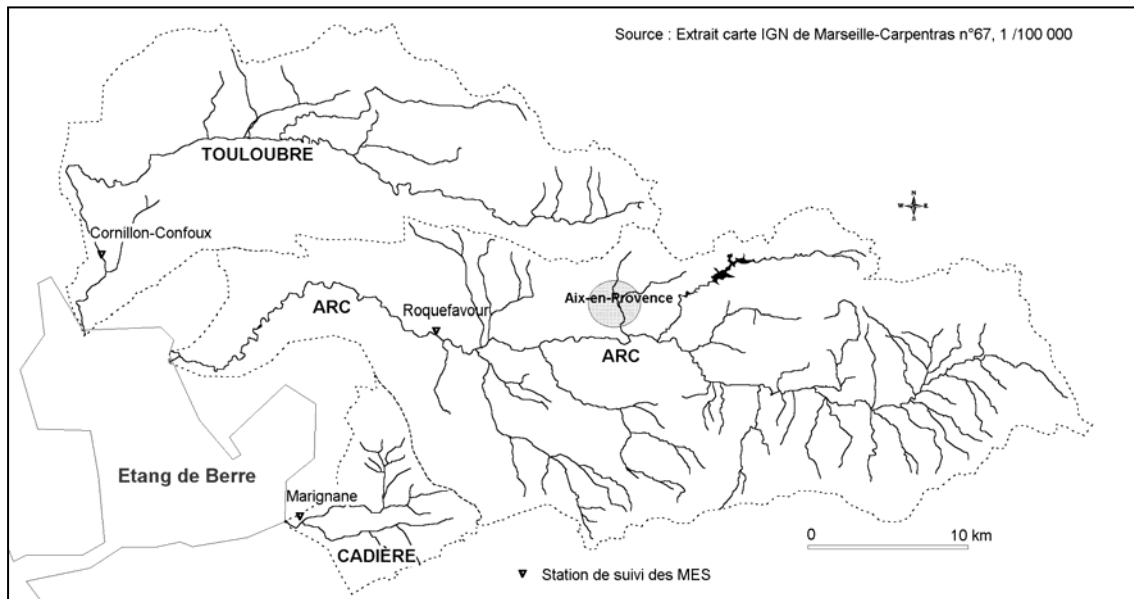 Source : Extrait carte IGN de Marseille-Carpentras n°67, 1 /100 000
TOULOUBRE
N
W E
S
Cornillon-Confoux
Aix-en-Provence
ARC
Roquefavour
ARC
Etang de Berre
Marignane
0 10 km
CADIÈRE
Station de suivi des MES